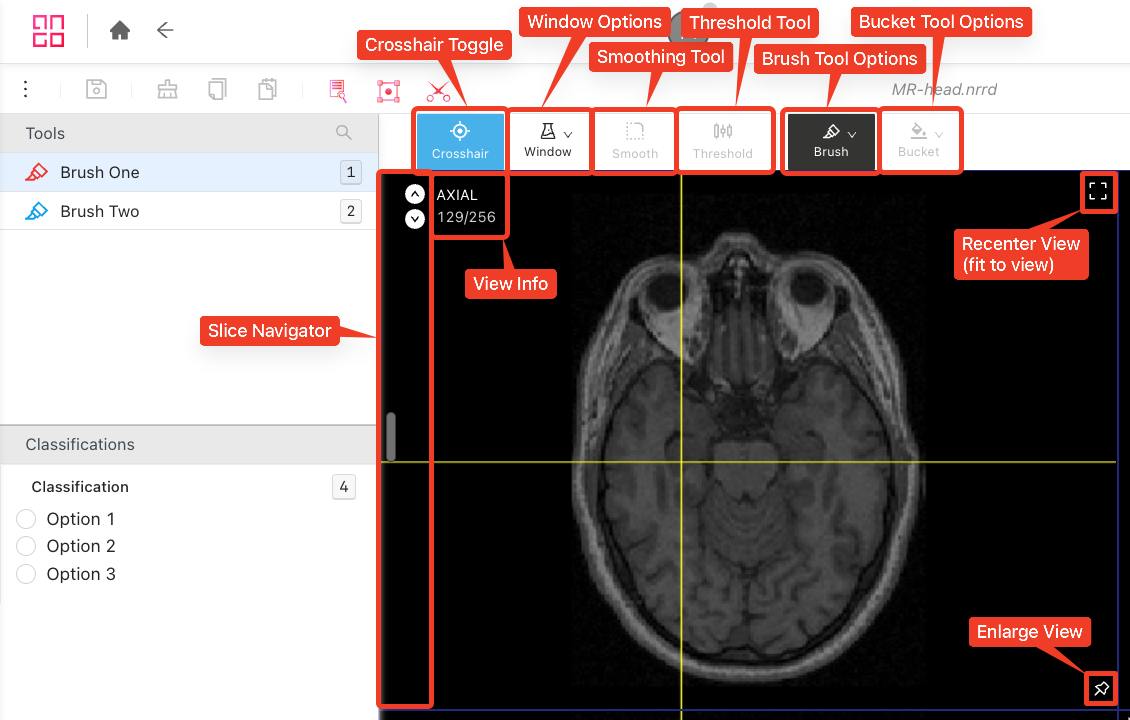 Window Options
Threshold Tool
Bucket Tool Options
Crosshair Toggle
Smoothing Tool
Brush Tool Options
MR-head.nrrd
Tools
Crosshair
Window
Smooth
Threshold
Brush
Bucket
Brush One
1
Brush Two
2
AXIAL
129/256
Recenter View
(fit to view)
View Info
Slice Navigator
Classifications
Classification
4
Option 1
Option 2
Option 3
Enlarge View